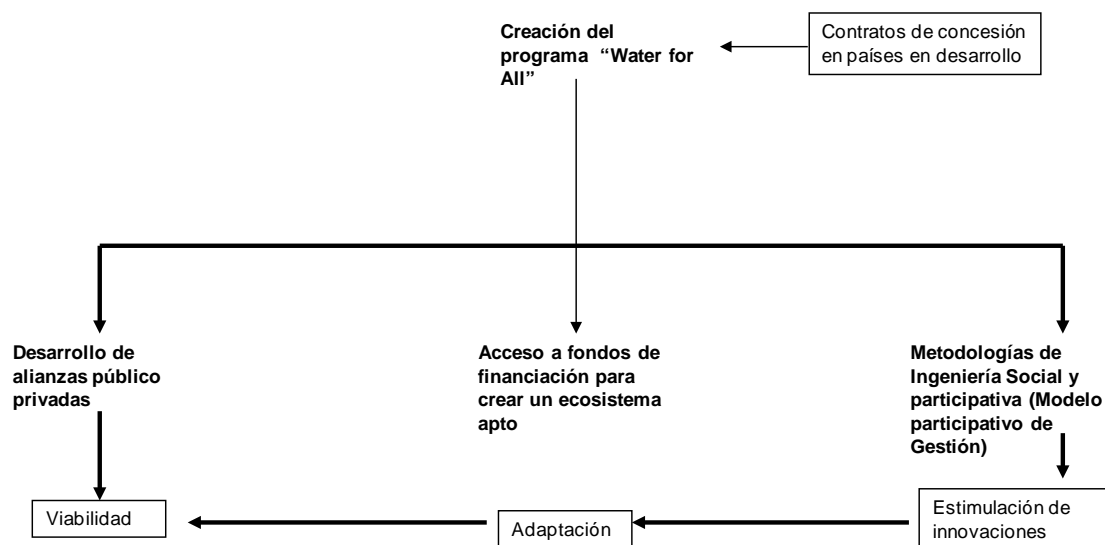 Creación del
programa “Water for
All”
Contratos de concesión
en países en desarrollo
Desarrollo de
alianzas público
privadas
Acceso a fondos de
financiación para
crear un ecosistema
apto
Metodologías de
Ingeniería Social y
participativa (Modelo
participativo de
Gestión)
Viabilidad
Adaptación
Estimulación de
innovaciones